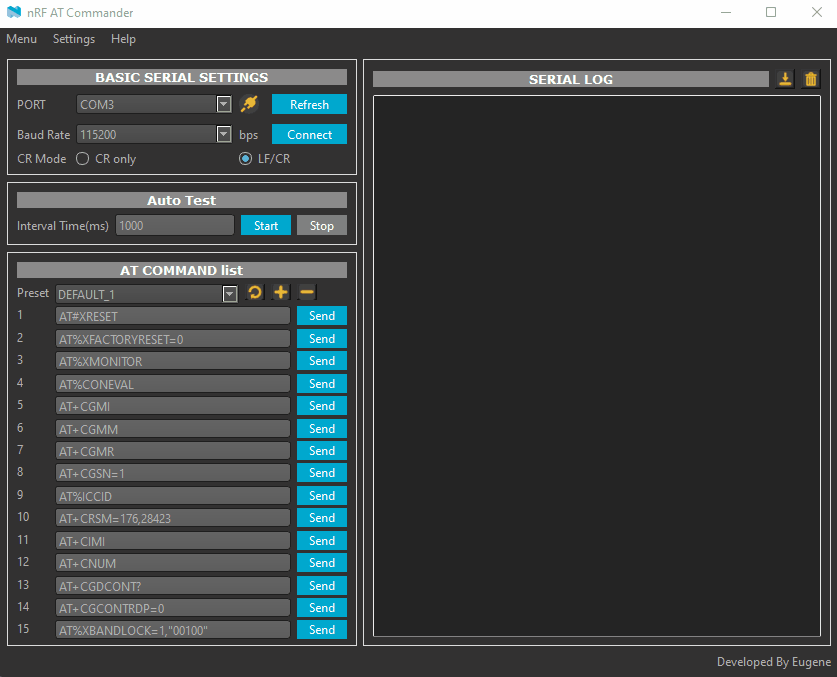 nRF AT Commander
Menu Settings Help
BASIC SERIAL SETTINGS
PORT COM3 Refresh
Baud Rate 115200 bps Connect
CR Mode CR only LF/CR
Auto Test
Interval Time(ms) 1000 Start Stop
AT COMMAND list
Preset DEFAULT_1
1 AT#XRESET Send
2 AT%XFACTORYRESET=0 Send
3 AT%XMONITOR Send
4 AT%CONEVAL Send
5 AT+CGMI Send
6 AT+CGMM Send
7 AT+CGMR Send
8 AT+CGSN=1 Send
9 AT%ICCID Send
10 AT+CRSM=176,28423 Send
11 AT+CIMI Send
12 AT+CNUM Send
13 AT+CGDCONT? Send
14 AT+CGCONTRDP=0 Send
15 AT%XBANDLOCK=1,"00100" Send
SERIAL LOG
Developed By Eugene